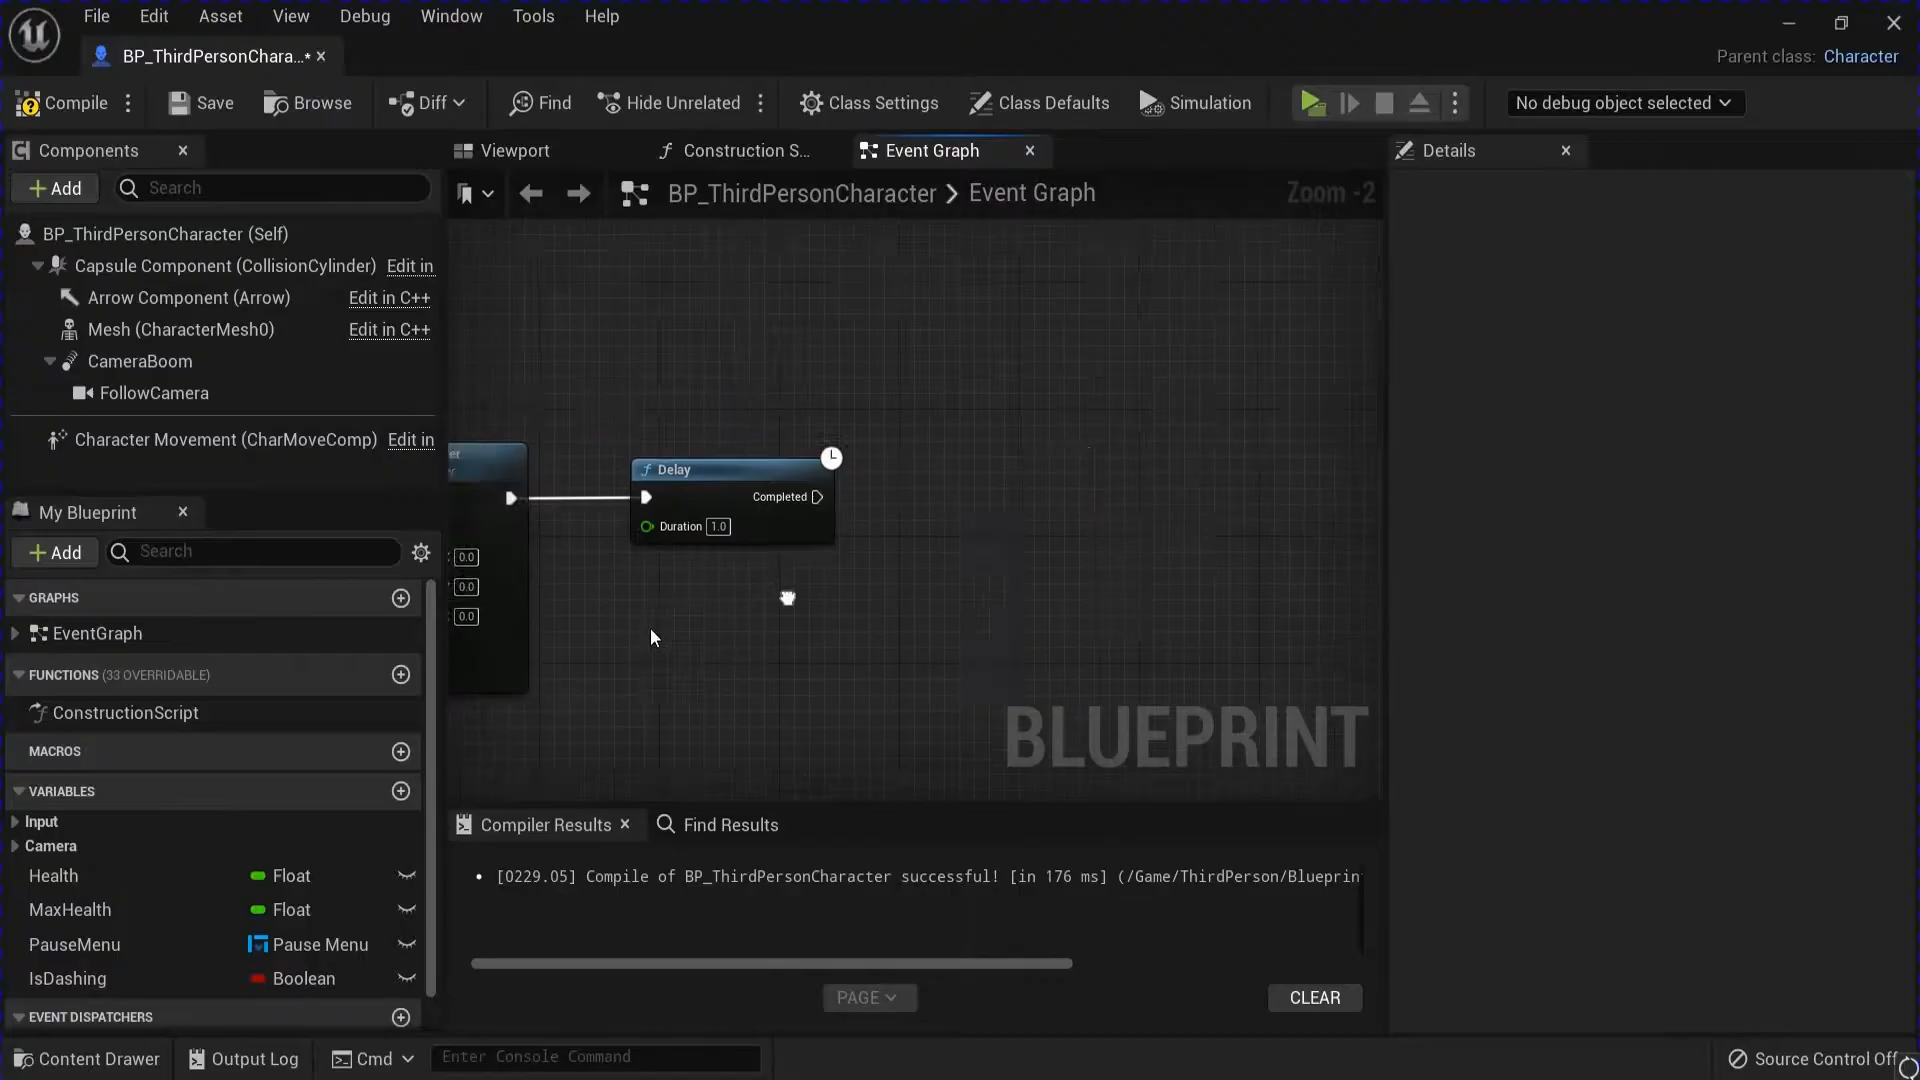 File Edit Asset View Debug Window Tools Help
BP_ThirdPersonChara...* Parent class: Character
Compile Save Browse Diff Find Hide Unrelated Class Settings Class Defaults Simulation No debug object selected
Components Viewport Construction S... Event Graph Details
Add Search BP_ThirdPersonCharacter Event Graph Zoom -2
BP_ThirdPersonCharacter (Self)
Capsule Component (CollisionCylinder) Edit in
Arrow Component (Arrow) Edit in C++
Mesh (CharacterMesh0) Edit in C++
CameraBoom
FollowCamera
Character Movement (CharMoveComp) Edit in
er
Delay
Completed
Duration 1.0
0.0
0.0
0.0
BLUEPRINT
My Blueprint
Add Search
GRAPHS
EventGraph
FUNCTIONS (33 OVERRIDABLE)
ConstructionScript
MACROS
VARIABLES
Input
Camera
Health Float
MaxHealth Float
PauseMenu Pause Menu
IsDashing Boolean
EVENT DISPATCHERS
Compiler Results Find Results
• [0229.05] Compile of BP_ThirdPersonCharacter successful! [in 176 ms] (/Game/ThirdPerson/Blueprin
PAGE CLEAR
Content Drawer Output Log Cmd Enter Console Command Source Control Off